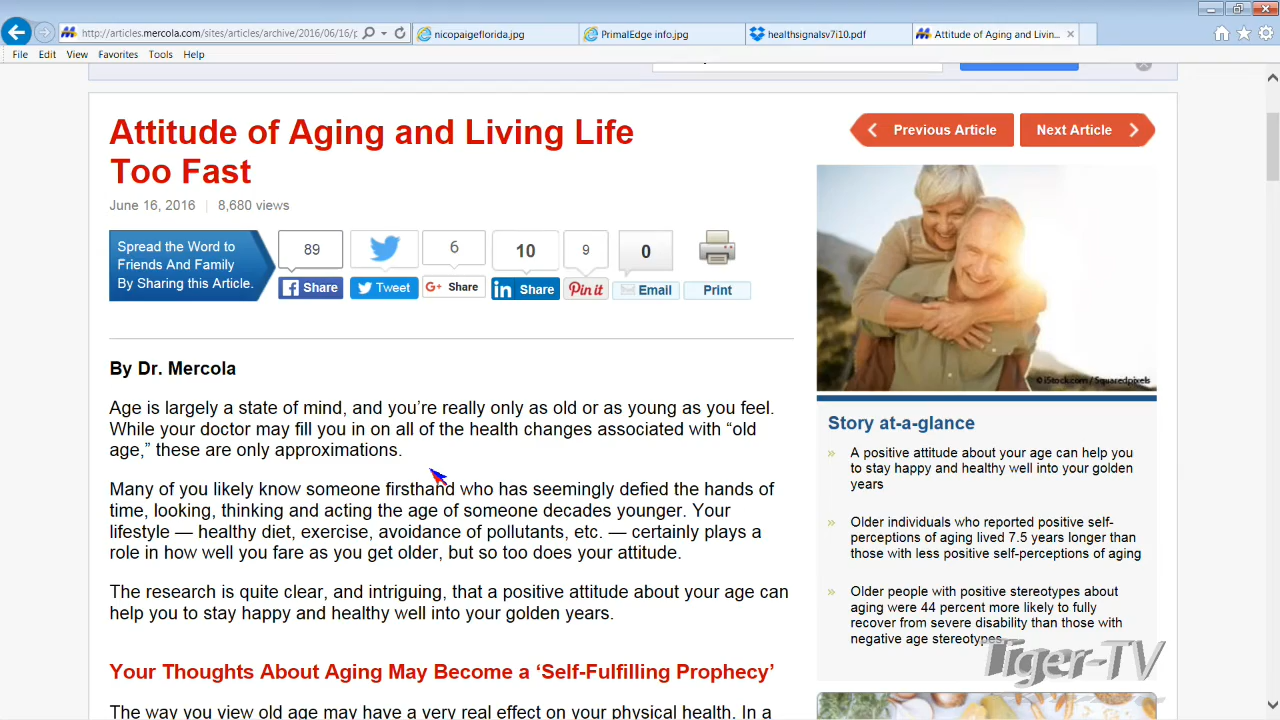 http://articles.mercola.com/sites/articles/archive/2016/06/16/p
nicopaigeflorida.jpg
PrimalEdge info.jpg
healthsignalsv7i10.pdf
Attitude of Aging and Livin...
File Edit View Favorites Tools Help
Attitude of Aging and Living Life
Too Fast
Previous Article
Next Article
June 16, 2016 | 8,680 views
Spread the Word to
Friends And Family
By Sharing this Article.
89
6
10
9
0
Share
Tweet
G+ Share
in Share
Pin it
Email
Print
By Dr. Mercola
Age is largely a state of mind, and you’re really only as old or as young as you feel.
While your doctor may fill you in on all of the health changes associated with “old
age,” these are only approximations.
Many of you likely know someone firsthand who has seemingly defied the hands of
time, looking, thinking and acting the age of someone decades younger. Your
lifestyle — healthy diet, exercise, avoidance of pollutants, etc. — certainly plays a
role in how well you fare as you get older, but so too does your attitude.
The research is quite clear, and intriguing, that a positive attitude about your age can
help you to stay happy and healthy well into your golden years.
Your Thoughts About Aging May Become a ‘Self-Fulfilling Prophecy’
The way you view old age may have a very real effect on your physical health. In a
© iStock.com / Squaredpixels
Story at-a-glance
A positive attitude about your age can help you
to stay happy and healthy well into your golden
years
Older individuals who reported positive self-
perceptions of aging lived 7.5 years longer than
those with less positive self-perceptions of aging
Older people with positive stereotypes about
aging were 44 percent more likely to fully
recover from severe disability than those with
negative age stereotypes
Tiger-TV